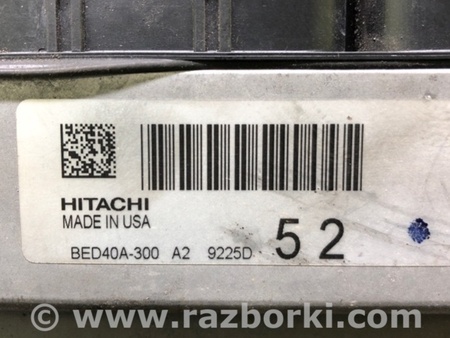 HITACHI
MADE IN USA
BED40A-300 A2 9225D 52
© www.razborki.com